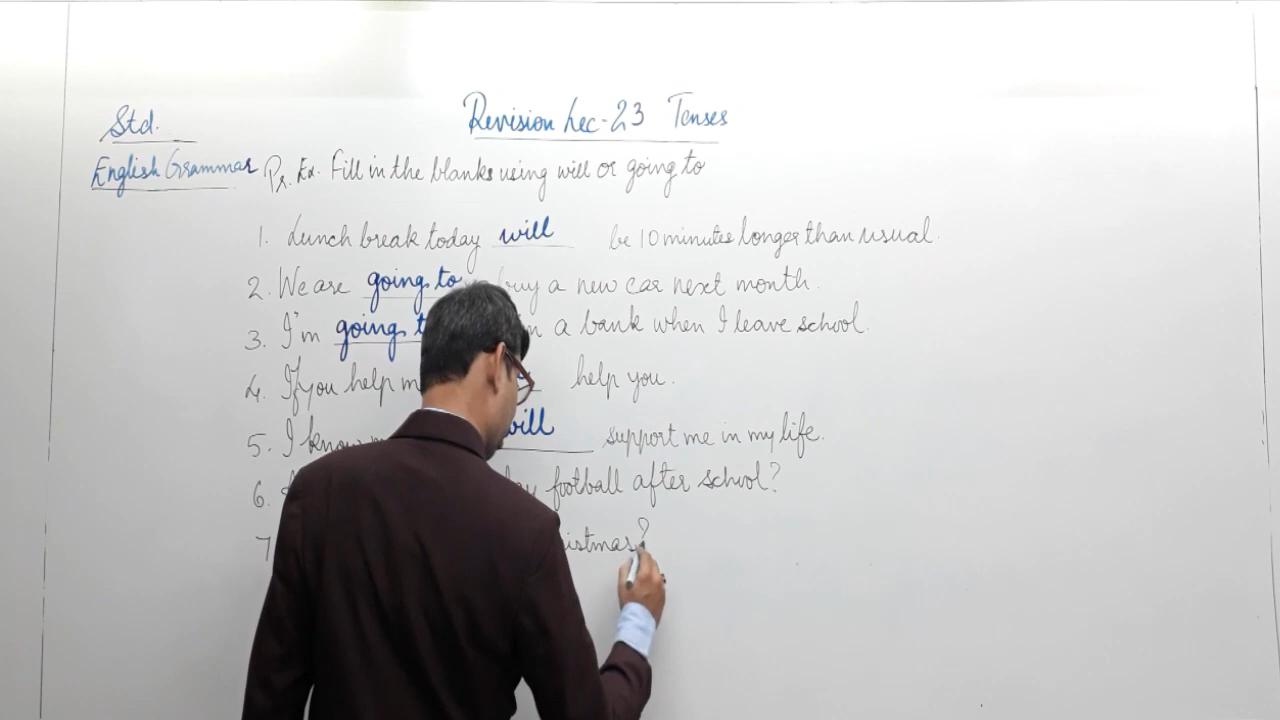 Std.
Revision Lec-23 Tenses
English Grammar
Pr. Ex. Fill in the blanks using will or going to
1. Lunch break today will be 10 minutes longer than usual.
2. We are going to buy a new car next month.
3. I'm going in a bank when I leave school.
4. If you help help you.
5. I know will support me in my life.
6. football after school?
7